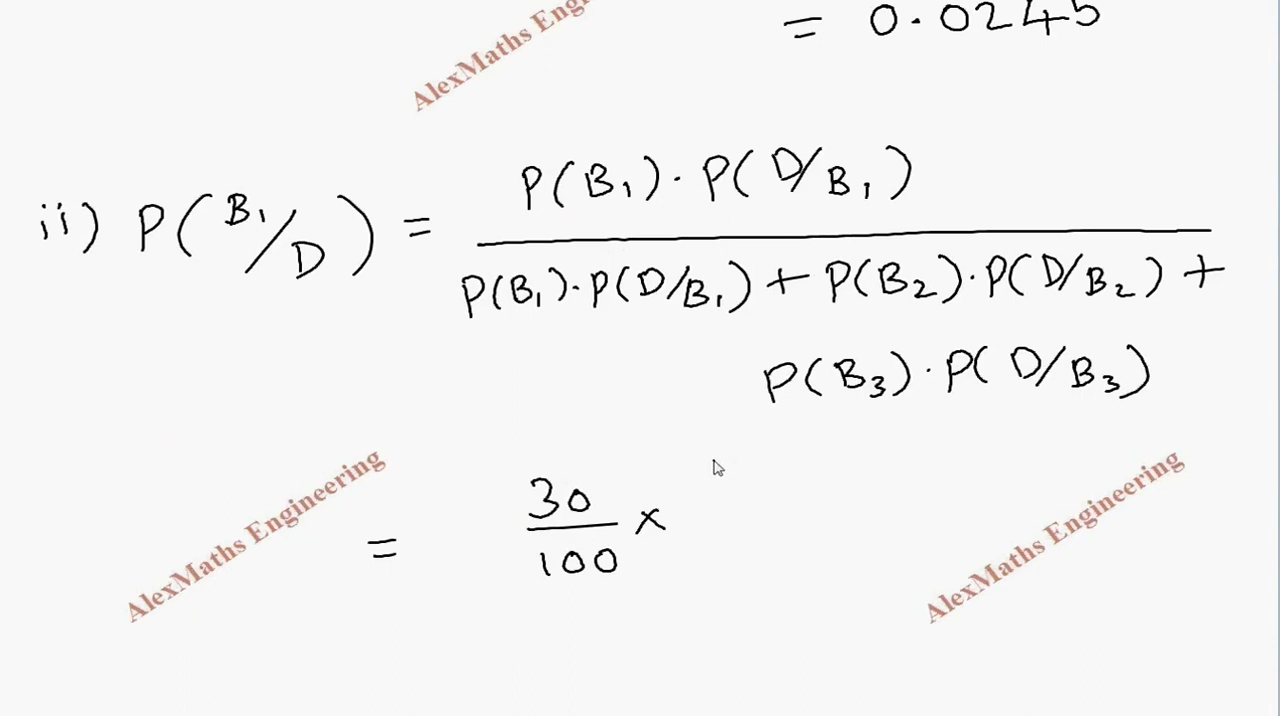 = 0.0245
AlexMaths Engi
ii) P(B₁/D) = P(B₁)·P(D/B₁)
P(B₁)·P(D/B₁) + P(B₂)·P(D/B₂) +
P(B₃)·P(D/B₃)
= 30/100 ×
AlexMaths Engineering
AlexMaths Engineering